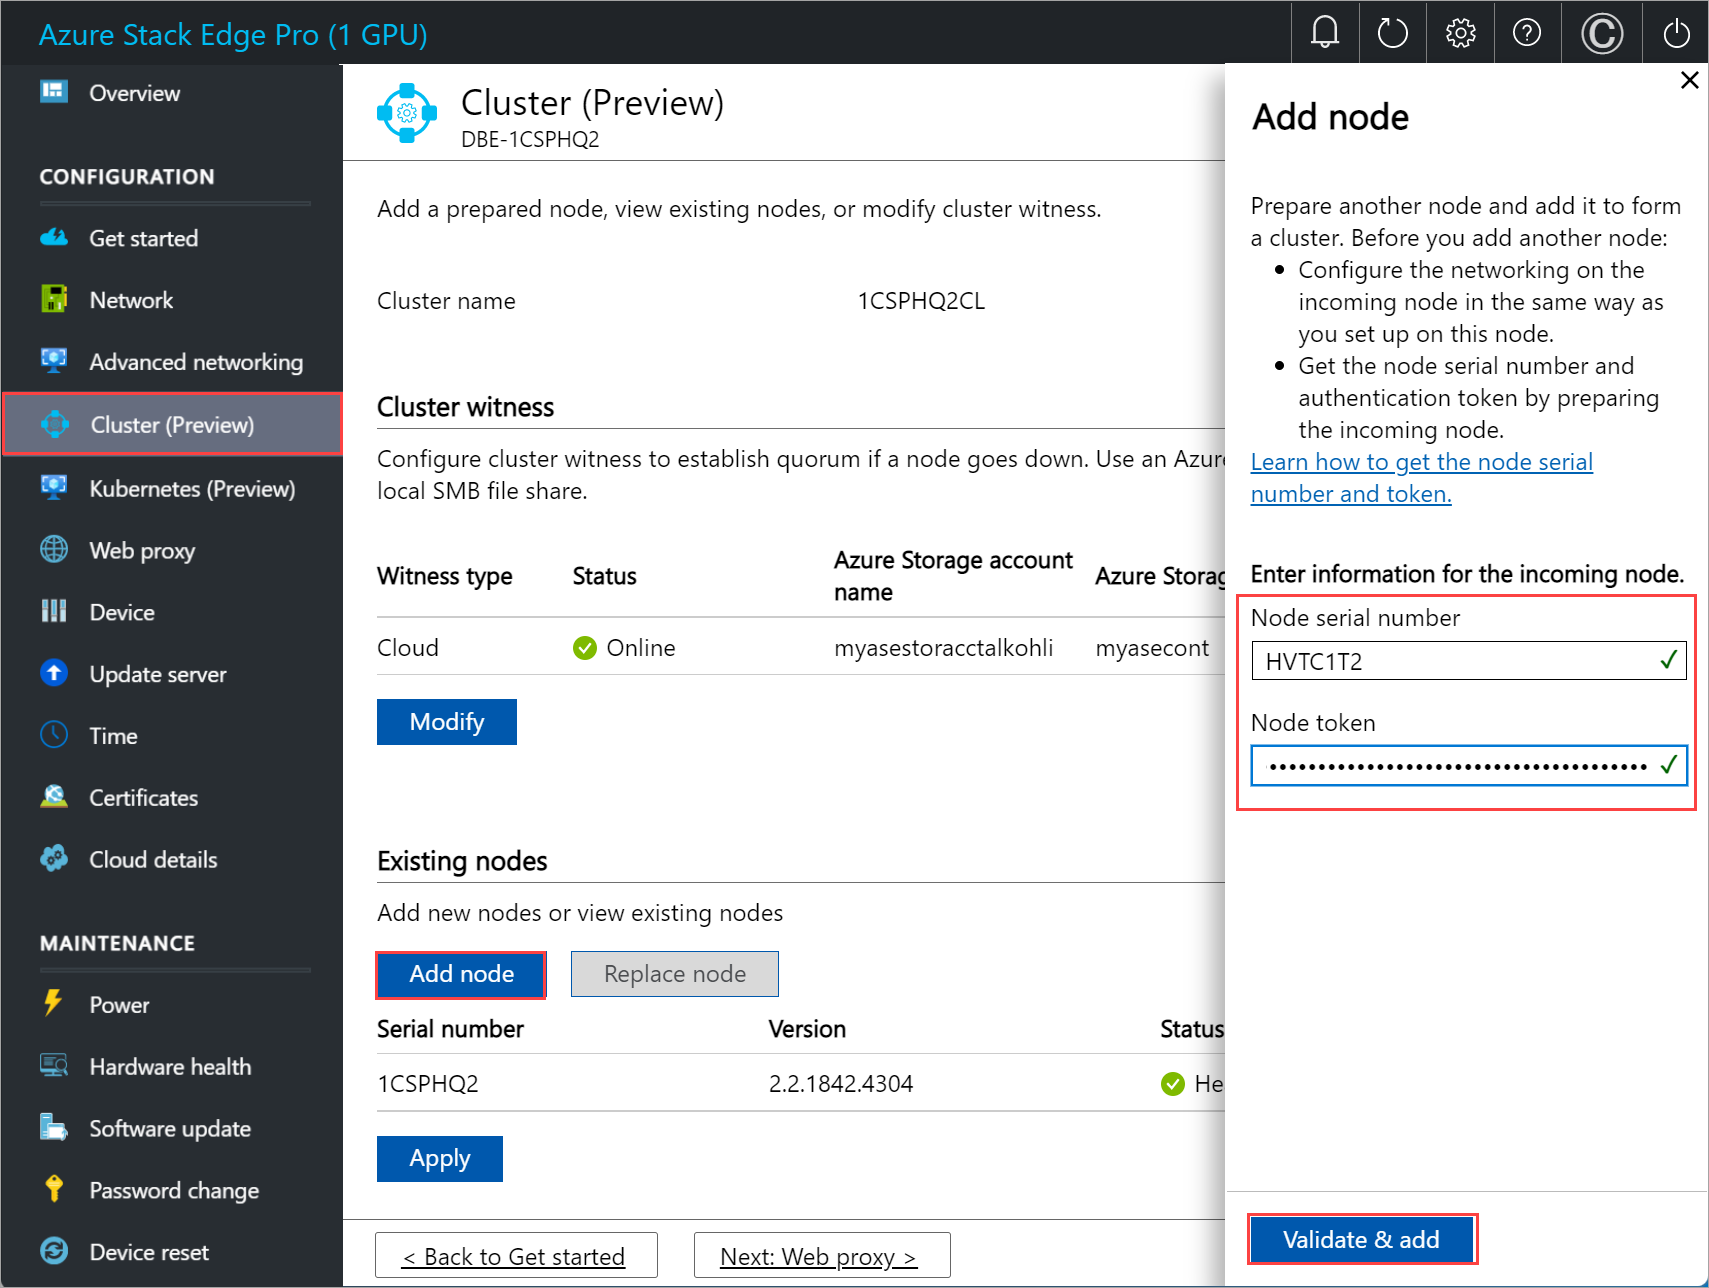 Azure Stack Edge Pro (1 GPU)
Overview
CONFIGURATION
Get started
Network
Advanced networking
Cluster (Preview)
Kubernetes (Preview)
Web proxy
Device
Update server
Time
Certificates
Cloud details
MAINTENANCE
Power
Hardware health
Software update
Password change
Device reset
Cluster (Preview)
DBE-1CSPHQ2
Add a prepared node, view existing nodes, or modify cluster witness.
Cluster name 1CSPHQ2CL
Cluster witness
Configure cluster witness to establish quorum if a node goes down. Use an Azure
local SMB file share.
Witness type Status Azure Storage account name Azure Storag
Cloud Online myasestoracctalkohli myasecont
Modify
Existing nodes
Add new nodes or view existing nodes
Add node Replace node
Serial number Version Status
1CSPHQ2 2.2.1842.4304 He
Apply
< Back to Get started Next: Web proxy >
Add node
Prepare another node and add it to form
a cluster. Before you add another node:
• Configure the networking on the
incoming node in the same way as
you set up on this node.
• Get the node serial number and
authentication token by preparing
the incoming node.
Learn how to get the node serial
number and token.
Enter information for the incoming node.
Node serial number
HVTC1T2
Node token
Validate & add